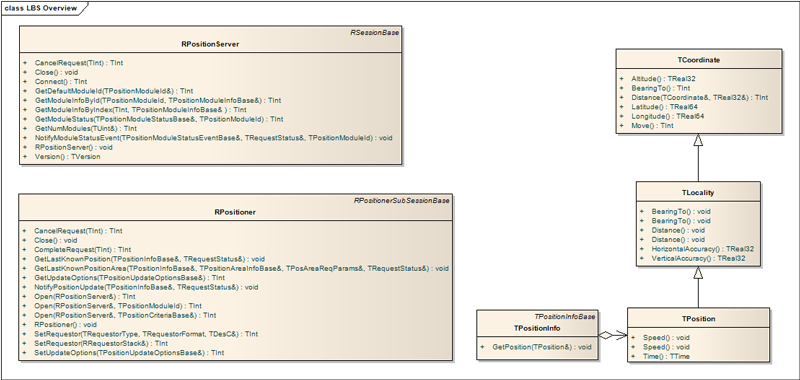 class LBS Overview
RSessionBase
RPositionServer
+ CancelRequest(TInt) : TInt
+ Close() : void
+ Connect() : TInt
+ GetDefaultModuleId(TPositionModuleId&) : TInt
+ GetModuleInfoById(TPositionModuleId, TPositionModuleInfoBase&) : TInt
+ GetModuleInfoByIndex(TInt, TPositionModuleInfoBase& ) : TInt
+ GetModuleStatus(TPositionModuleStatusBase&, TPositionModuleId) : TInt
+ GetNumModules(TUint&) : TInt
+ NotifyModuleStatusEvent(TPositionModuleStatusEventBase&, TRequestStatus&, TPositionModuleId) : void
+ RPositionServer() : void
+ Version() : TVersion
RPositionerSubSessionBase
RPositioner
+ CancelRequest(TInt) : TInt
+ Close() : void
+ CompleteRequest(TInt) : TInt
+ GetLastKnownPosition(TPositionInfoBase&, TRequestStatus&) : void
+ GetLastKnownPositionArea(TPositionInfoBase&, TPositionAreaInfoBase&, TPosAreaReqParams&, TRequestStatus&) : void
+ GetUpdateOptions(TPositionUpdateOptionsBase&) : TInt
+ NotifyPositionUpdate(TPositionInfoBase&, TRequestStatus&) : void
+ Open(RPositionServer&) : TInt
+ Open(RPositionServer&, TPositionModuleId) : TInt
+ Open(RPositionServer&, TPositionCriteriaBase&) : TInt
+ RPositioner() : void
+ SetRequestor(TRequestorType, TRequestorFormat, TDesC&) : TInt
+ SetRequestor(RRequestorStack&) : TInt
+ SetUpdateOptions(TPositionUpdateOptionsBase&) : TInt
TCoordinate
+ Altitude() : TReal32
+ BearingTo() : TInt
+ Distance(TCoordinate&, TReal32&) : TInt
+ Latitude() : TReal64
+ Longitude() : TReal64
+ Move() : TInt
TLocality
+ BearingTo() : void
+ BearingTo() : void
+ Distance() : void
+ Distance() : void
+ HorizontalAccuracy() : TReal32
+ VerticalAccuracy() : TReal32
TPositionInfoBase
TPositionInfo
+ GetPosition(TPosition&) : void
TPosition
+ Speed() : void
+ Speed() : void
+ Time() : TTime